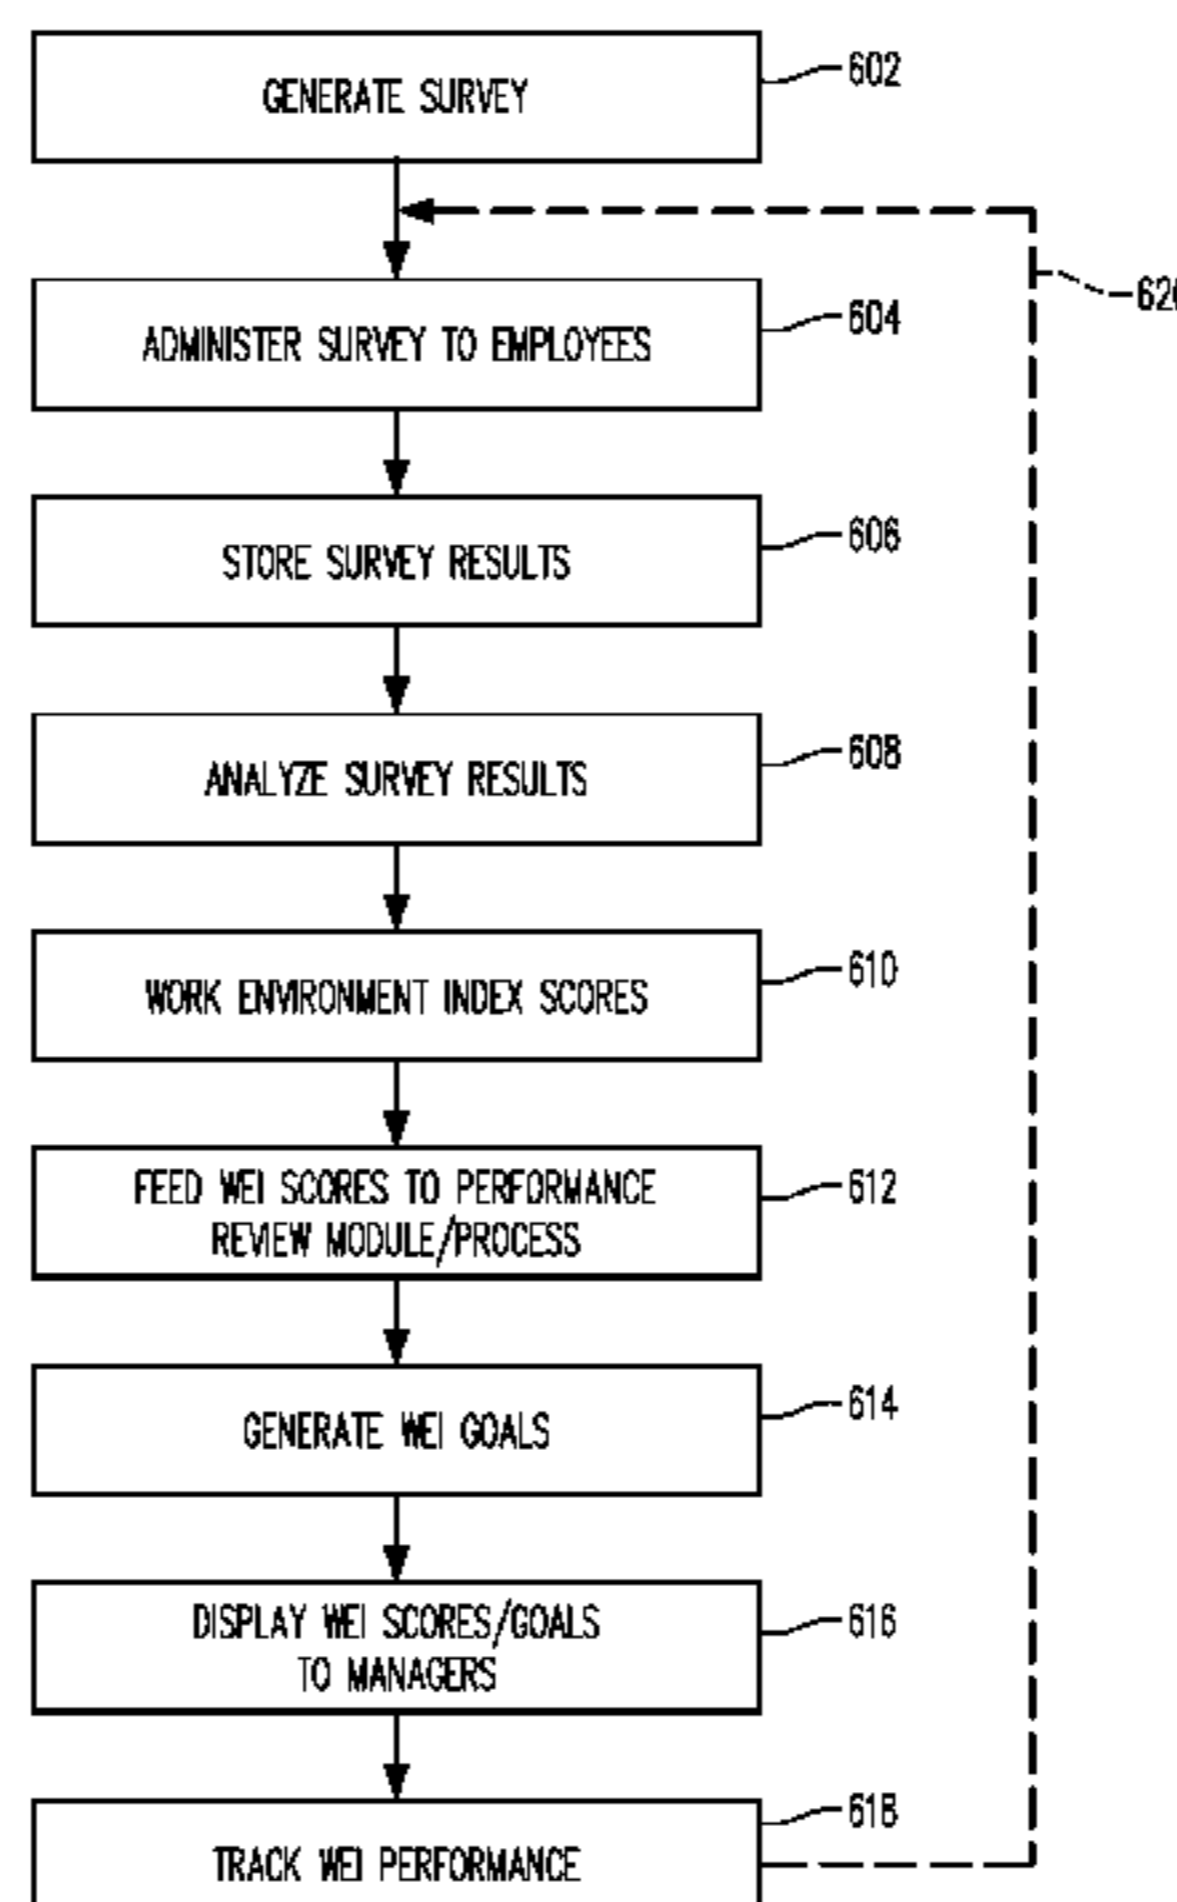 GENERATE SURVEY
602
ADMINISTER SURVEY TO EMPLOYEES
604
STORE SURVEY RESULTS
606
ANALYZE SURVEY RESULTS
608
WORK ENVIRONMENT INDEX SCORES
610
FEED WEI SCORES TO PERFORMANCE
REVIEW MODULE/PROCESS
612
GENERATE WEI GOALS
614
DISPLAY WEI SCORES/GOALS
TO MANAGERS
616
TRACK WEI PERFORMANCE
618